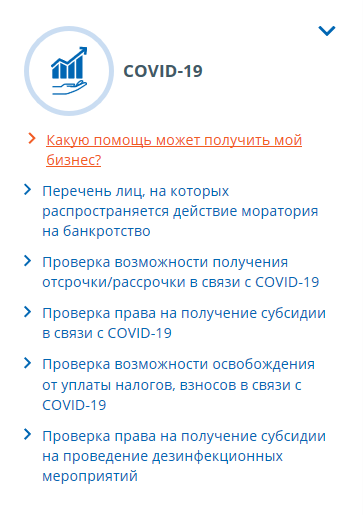 COVID-19
Какую помощь может получить мой
бизнес?
Перечень лиц, на которых
распространяется действие моратория
на банкротство
Проверка возможности получения
отсрочки/рассрочки в связи с COVID-19
Проверка права на получение субсидии
в связи с COVID-19
Проверка возможности освобождения
от уплаты налогов, взносов в связи с
COVID-19
Проверка права на получение субсидии
на проведение дезинфекционных
мероприятий